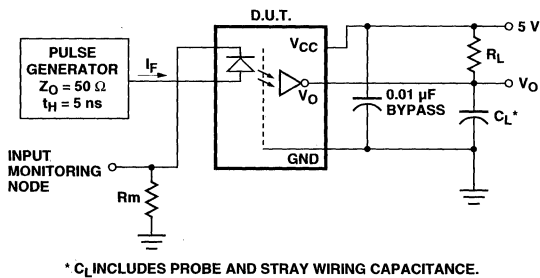 D.U.T.
PULSE
GENERATOR
Z_O = 50 Ω
t_H = 5 ns
I_F
V_CC
V_O
GND
0.01 µF
BYPASS
5 V
R_L
V_O
C_L*
INPUT
MONITORING
NODE
Rm
* C_L INCLUDES PROBE AND STRAY WIRING CAPACITANCE.